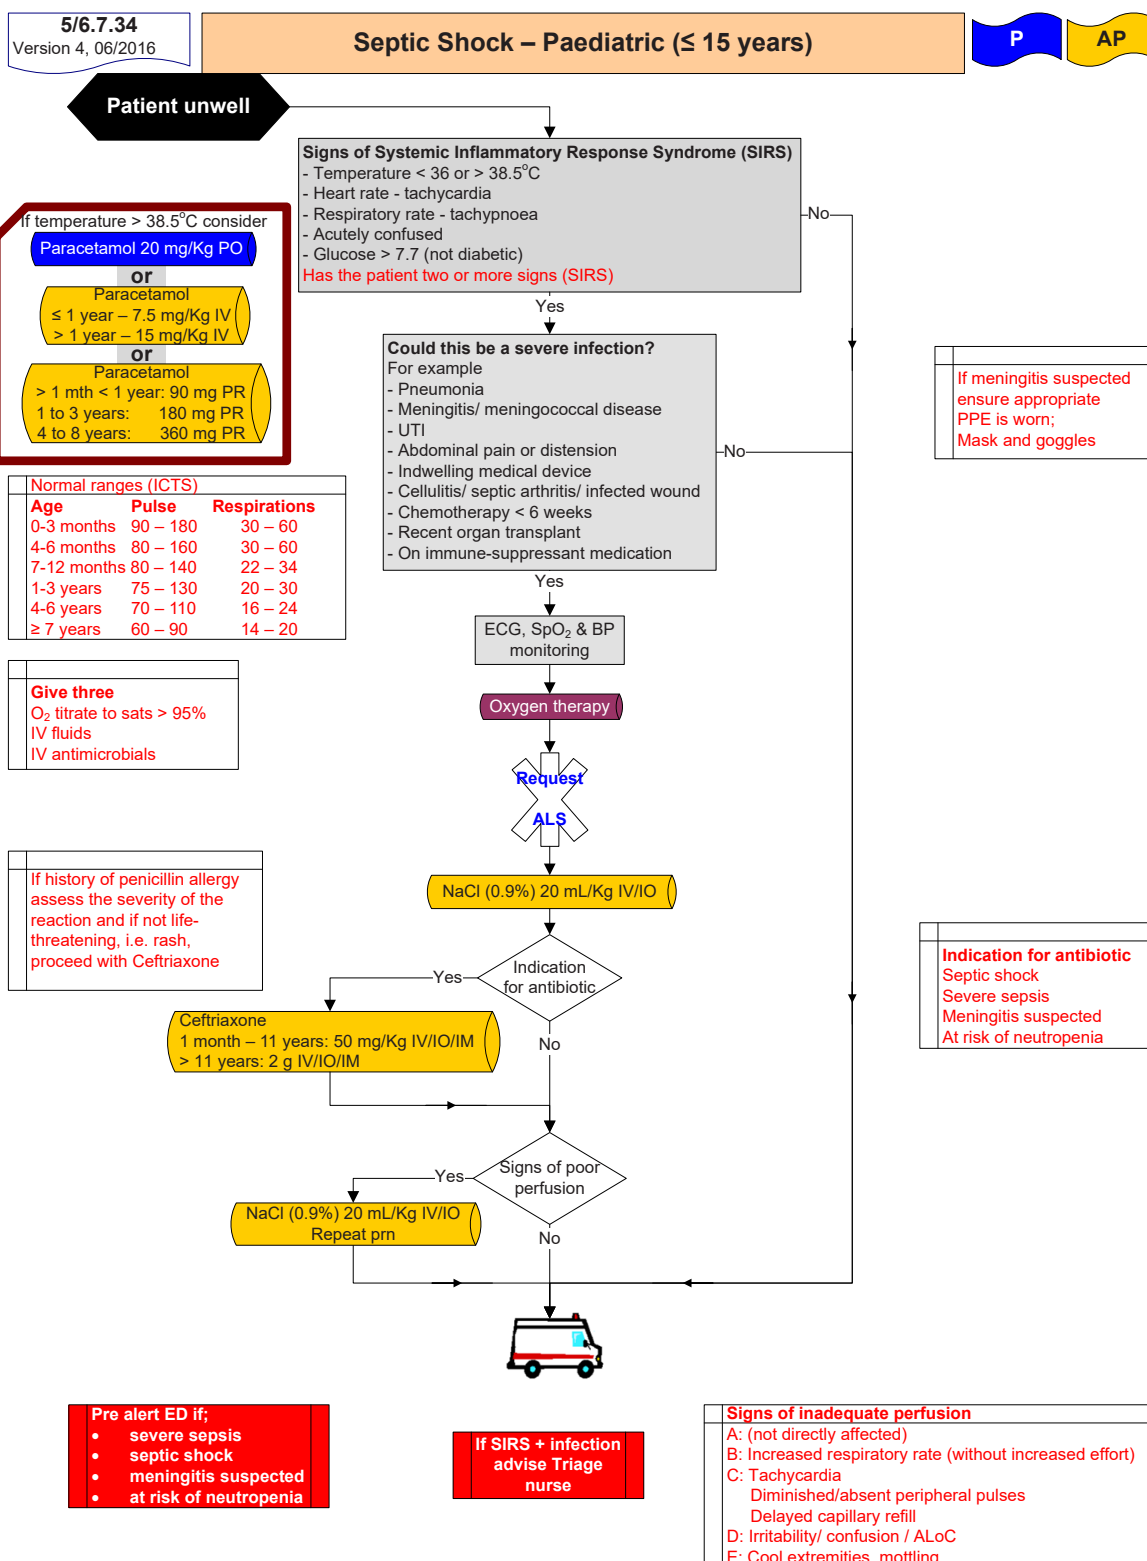 5/6.7.34
Version 4, 06/2016
Septic Shock – Paediatric (≤ 15 years)
P
AP
Patient unwell
Signs of Systemic Inflammatory Response Syndrome (SIRS)
- Temperature < 36 or > 38.5°C
- Heart rate - tachycardia
- Respiratory rate - tachypnoea
- Acutely confused
- Glucose > 7.7 (not diabetic)
Has the patient two or more signs (SIRS)
No
Yes
If temperature > 38.5°C consider
Paracetamol 20 mg/Kg PO
or
Paracetamol
≤ 1 year – 7.5 mg/Kg IV
> 1 year – 15 mg/Kg IV
or
Paracetamol
> 1 mth < 1 year: 90 mg PR
1 to 3 years: 180 mg PR
4 to 8 years: 360 mg PR
Could this be a severe infection?
For example
- Pneumonia
- Meningitis/ meningococcal disease
- UTI
- Abdominal pain or distension
- Indwelling medical device
- Cellulitis/ septic arthritis/ infected wound
- Chemotherapy < 6 weeks
- Recent organ transplant
- On immune-suppressant medication
No
Yes
If meningitis suspected
ensure appropriate
PPE is worn;
Mask and goggles
Normal ranges (ICTS)
Age Pulse Respirations
0-3 months 90 – 180 30 – 60
4-6 months 80 – 160 30 – 60
7-12 months 80 – 140 22 – 34
1-3 years 75 – 130 20 – 30
4-6 years 70 – 110 16 – 24
≥ 7 years 60 – 90 14 – 20
ECG, SpO₂ & BP
monitoring
Give three
O₂ titrate to sats > 95%
IV fluids
IV antimicrobials
Oxygen therapy
Request
ALS
If history of penicillin allergy
assess the severity of the
reaction and if not life-
threatening, i.e. rash,
proceed with Ceftriaxone
NaCl (0.9%) 20 mL/Kg IV/IO
Indication
for antibiotic
Yes
No
Indication for antibiotic
Septic shock
Severe sepsis
Meningitis suspected
At risk of neutropenia
Ceftriaxone
1 month – 11 years: 50 mg/Kg IV/IO/IM
> 11 years: 2 g IV/IO/IM
Signs of poor
perfusion
Yes
No
NaCl (0.9%) 20 mL/Kg IV/IO
Repeat prn
Pre alert ED if;
• severe sepsis
• septic shock
• meningitis suspected
• at risk of neutropenia
If SIRS + infection
advise Triage
nurse
Signs of inadequate perfusion
A: (not directly affected)
B: Increased respiratory rate (without increased effort)
C: Tachycardia
Diminished/absent peripheral pulses
Delayed capillary refill
D: Irritability/ confusion / ALoC
E: Cool extremities, mottling